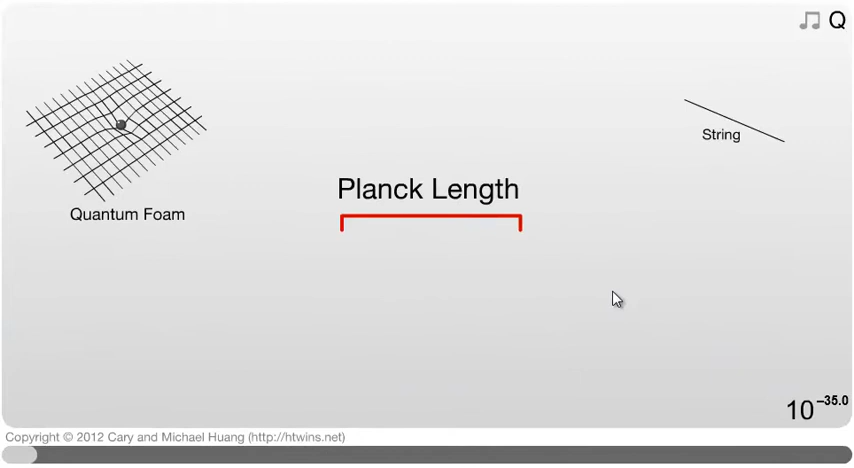 Q
Quantum Foam
Planck Length
String
10^–35.0
Copyright © 2012 Cary and Michael Huang (http://htwins.net)